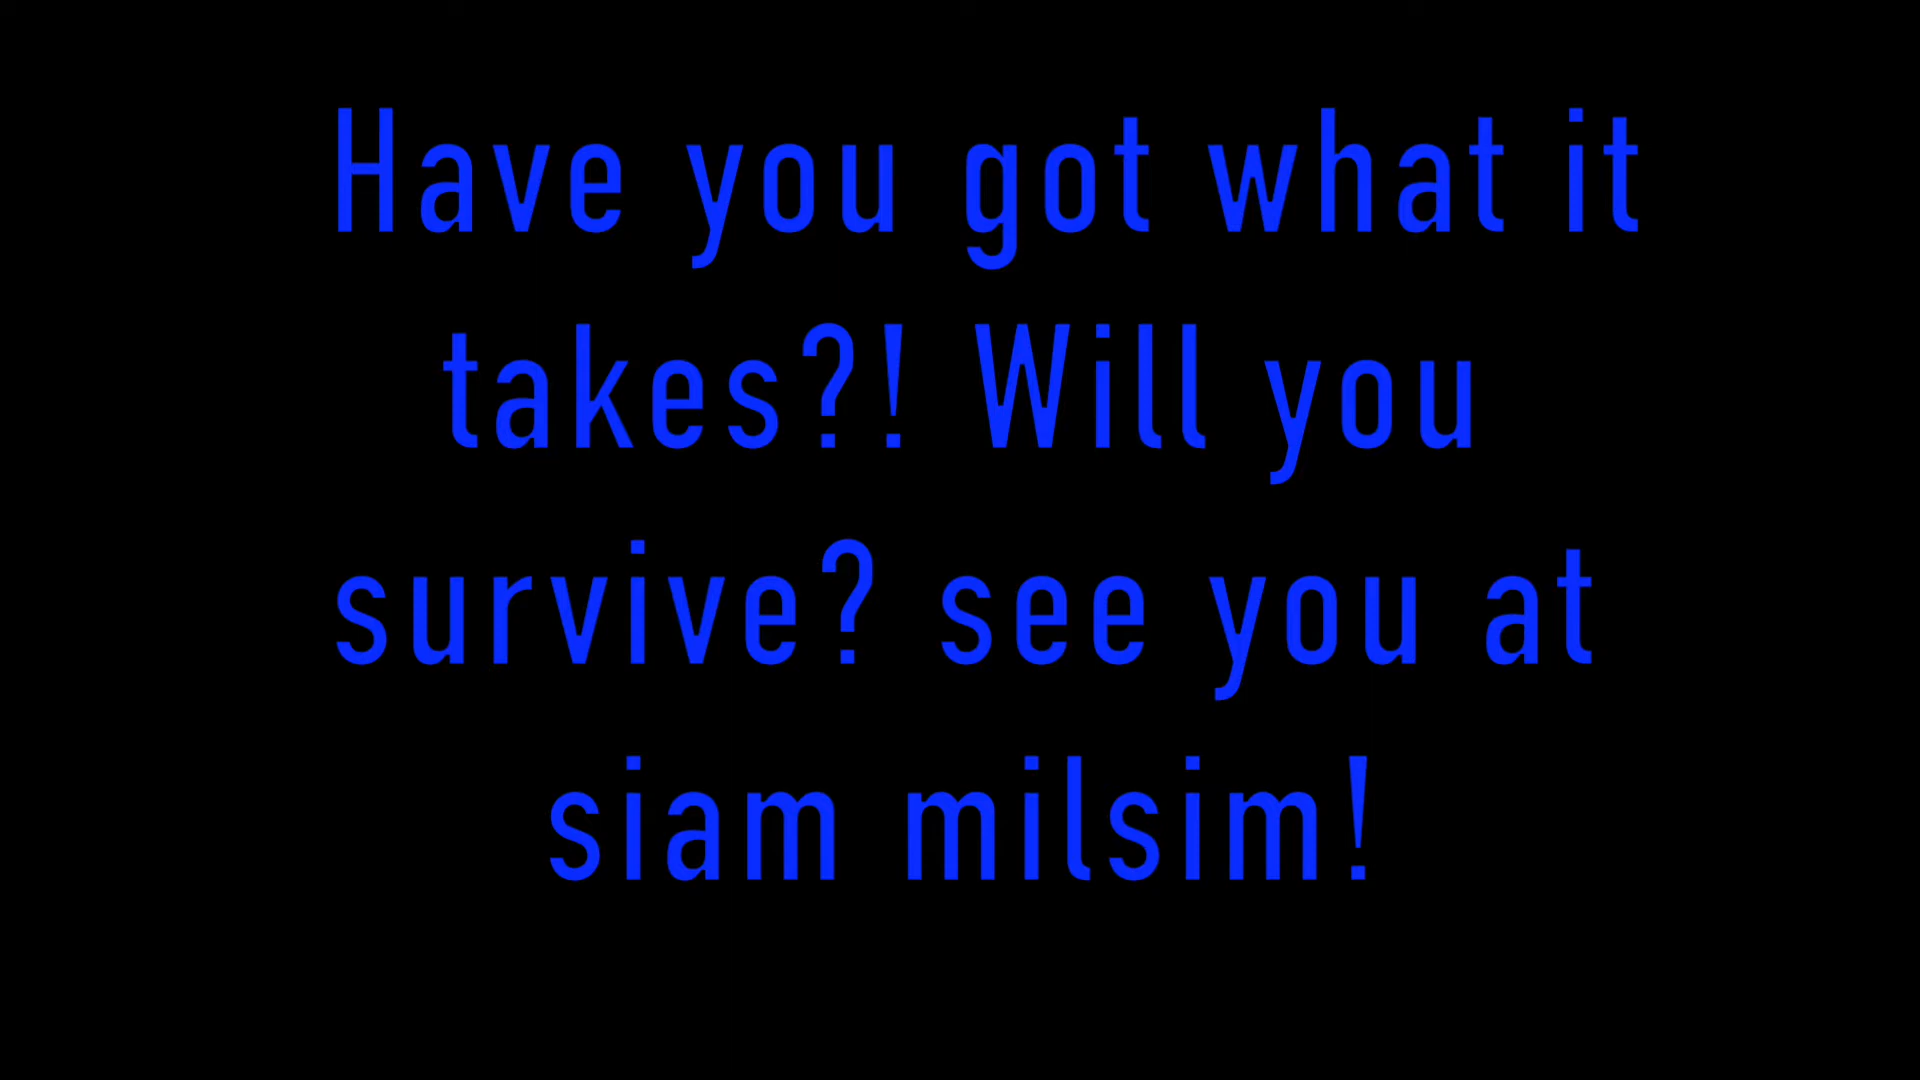 Have you got what it
takes?! Will you
survive? see you at
siam milsim!